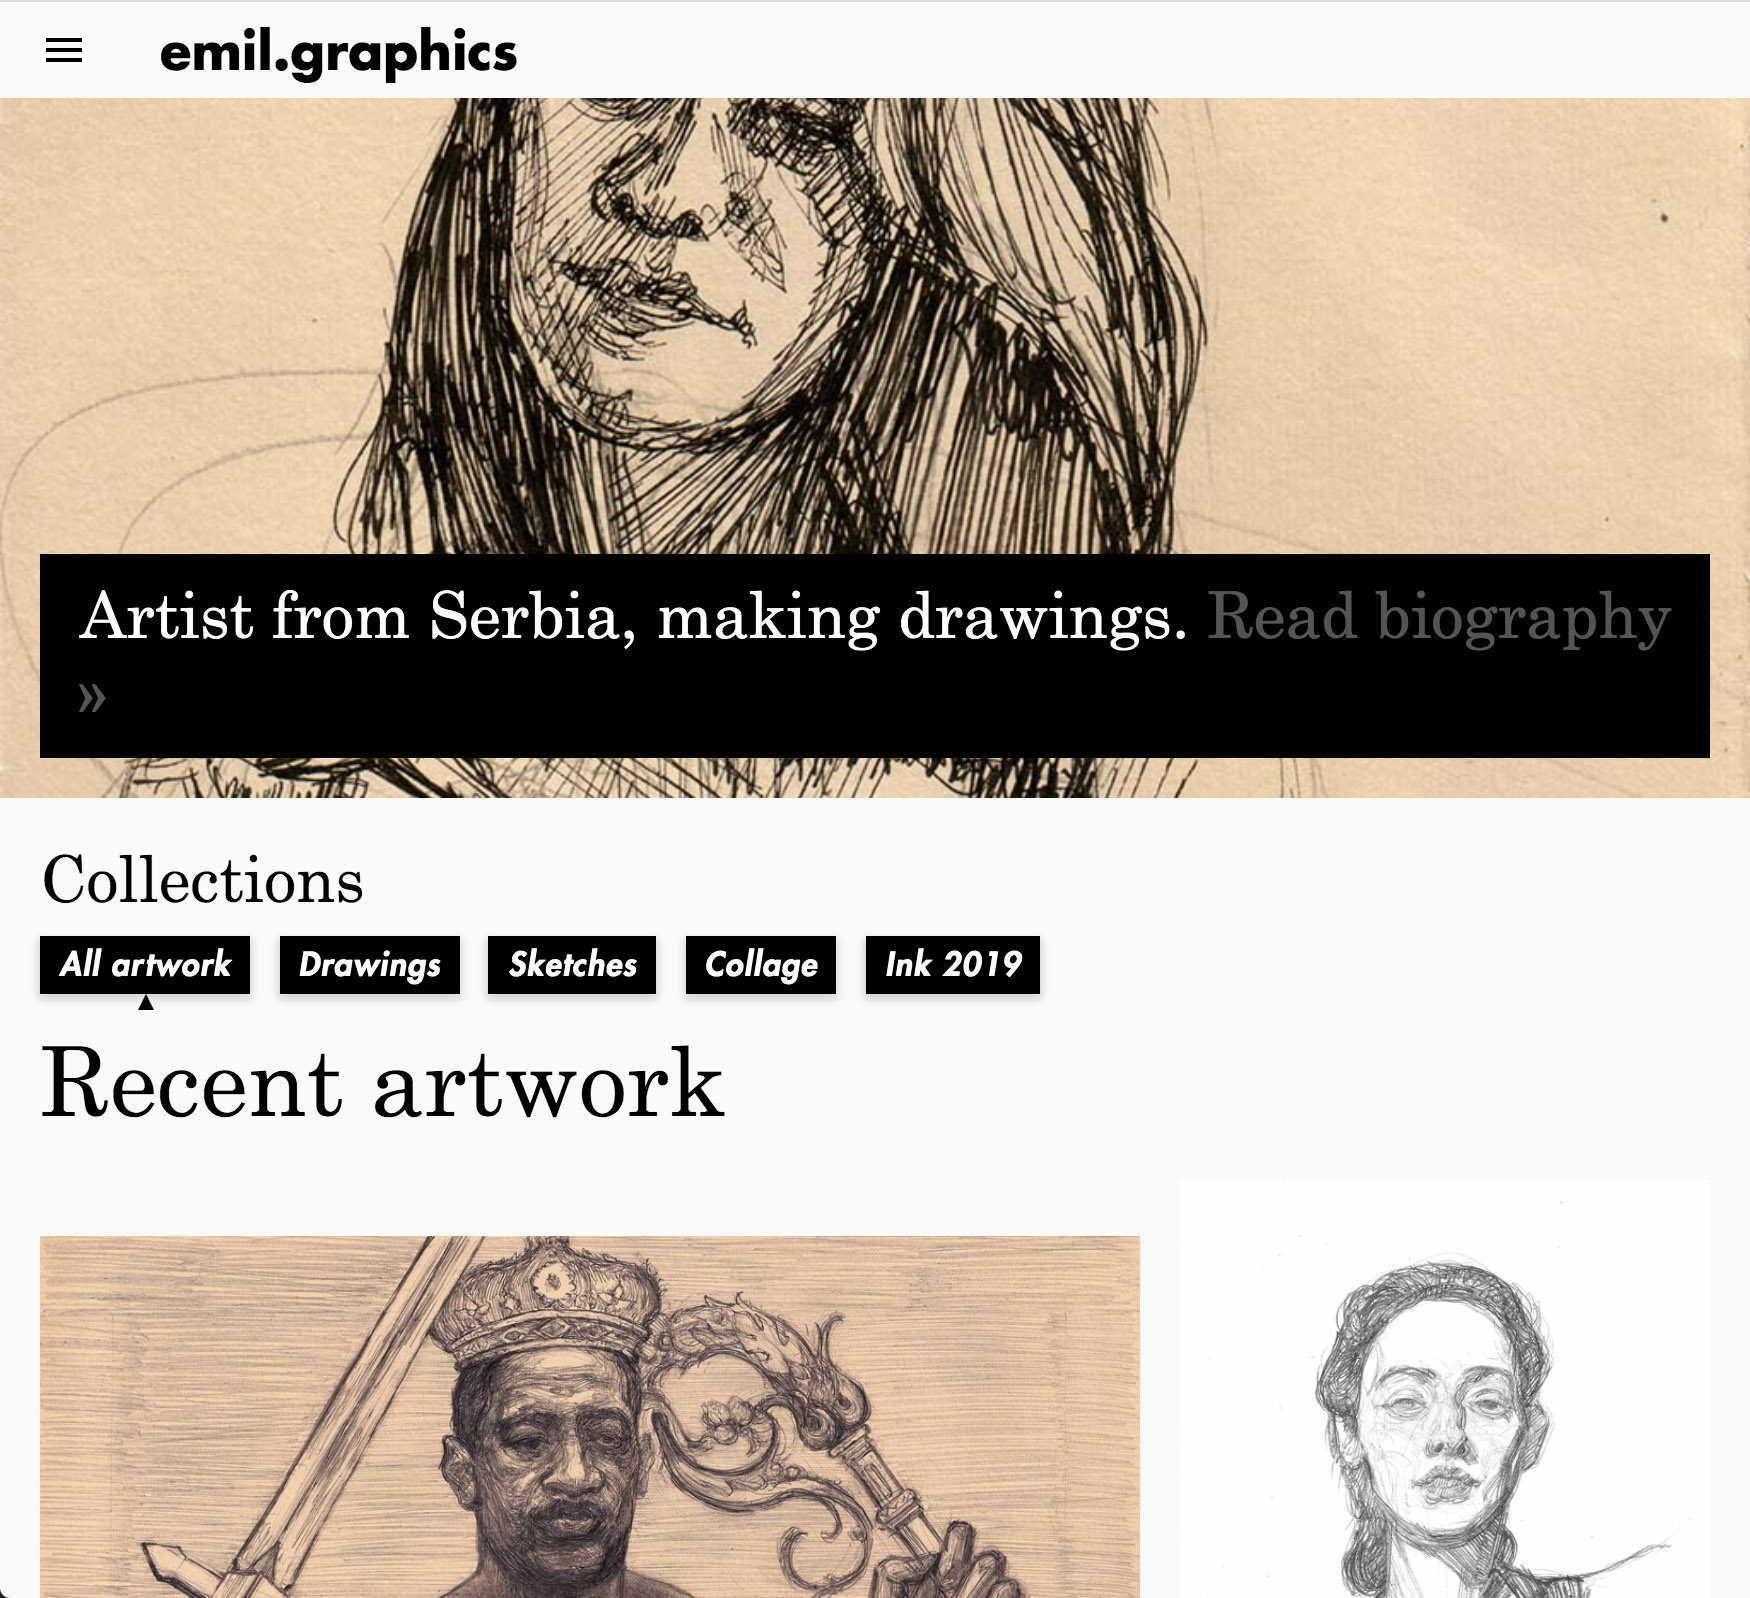 emil.graphics
Artist from Serbia, making drawings. Read biography
»
Collections
All artwork
Drawings
Sketches
Collage
Ink 2019
Recent artwork